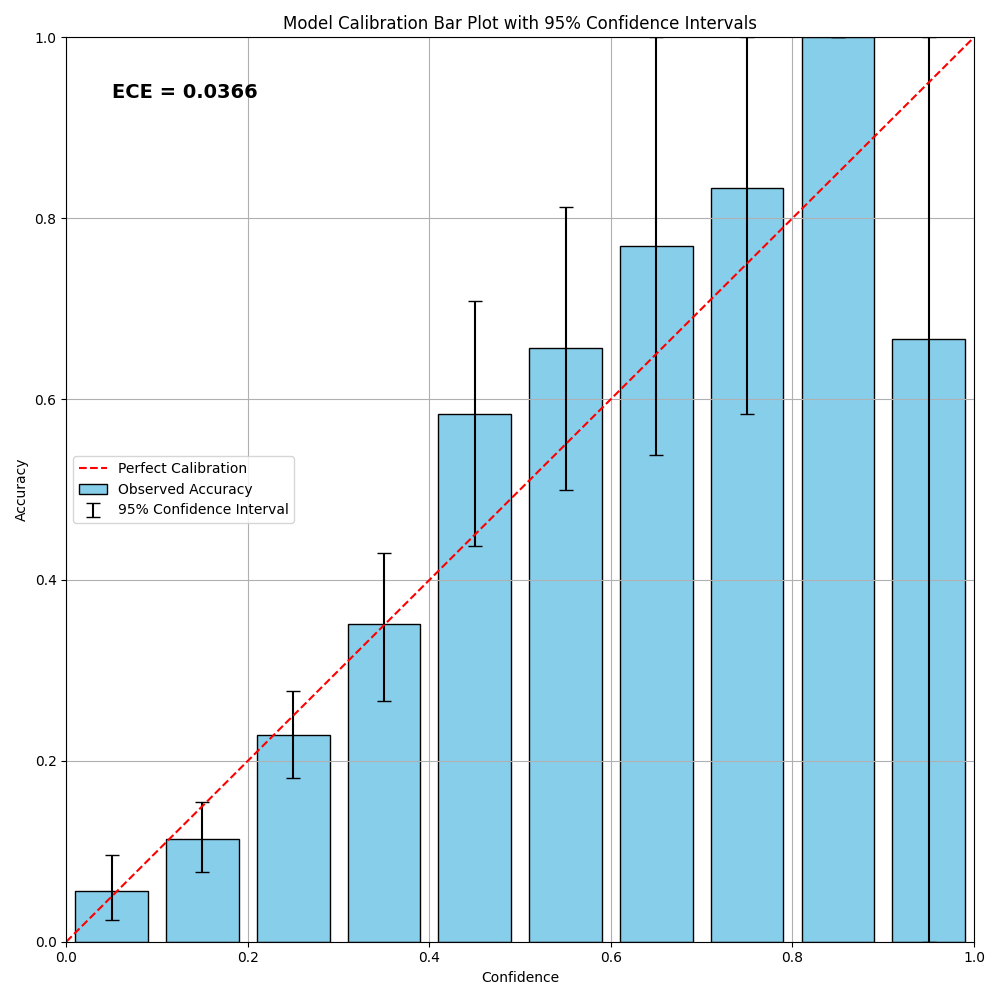 Model Calibration Bar Plot with 95% Confidence Intervals
ECE = 0.0366
1.0
0.8
0.6
0.4
0.2
0.0
Accuracy
Perfect Calibration
Observed Accuracy
95% Confidence Interval
0.0 0.2 0.4 0.6 0.8 1.0
Confidence